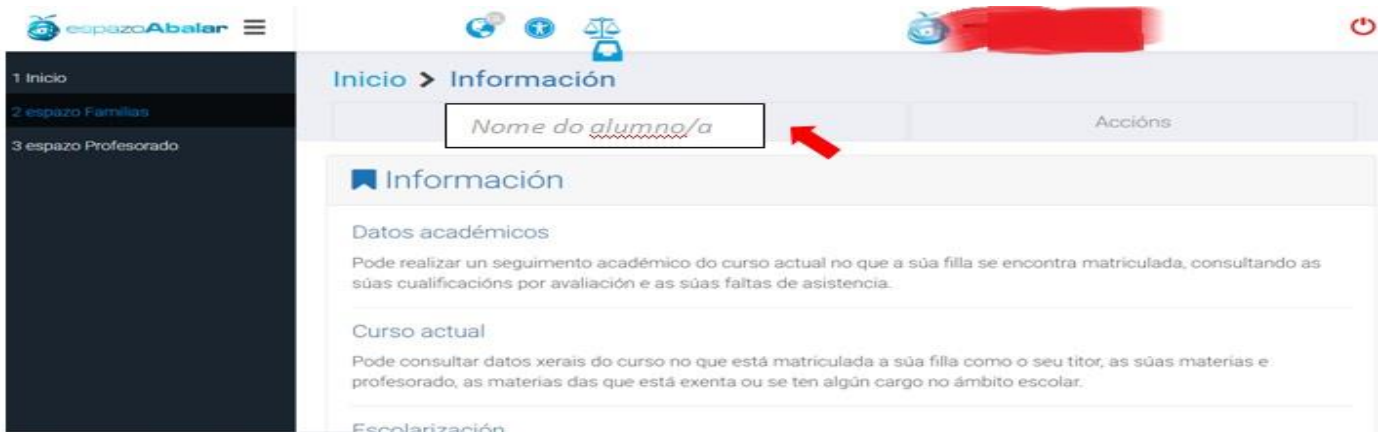 espazoAbalar
Inicio > Información
1 Inicio
2 espazo Familias
3 espazo Profesorado
Nome do alumno/a
Accións
Información
Datos académicos
Pode realizar un seguimento académico do curso actual no que a súa filla se encontra matriculada, consultando as
súas cualificacións por avaliación e as súas faltas de asistencia.
Curso actual
Pode consultar datos xerais do curso no que está matriculada a súa filla como o seu titor, as súas materias e
profesorado, as materias das que está exenta ou se ten algún cargo no ámbito escolar.
Escolarización